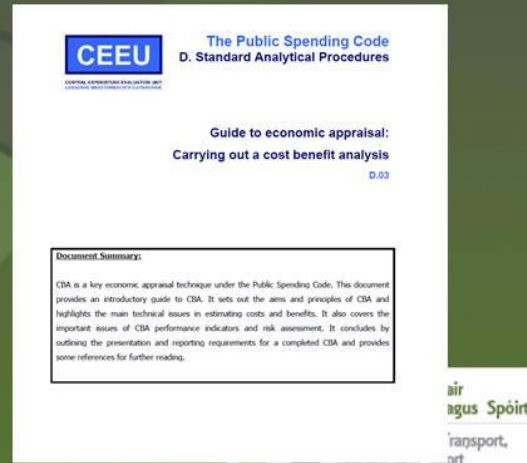 CEEU
CENTRAL EXPENDITURE EVALUATION UNIT
The Public Spending Code
D. Standard Analytical Procedures
Guide to economic appraisal:
Carrying out a cost benefit analysis
D.03
Document Summary:
CBA is a key economic appraisal technique under the Public Spending Code. This document
provides an introductory guide to CBA. It sets out the aims and principles of CBA and
highlights the main technical issues in estimating costs and benefits. It also covers the
important issues of CBA performance indicators and risk assessment. It concludes by
outlining the presentation and reporting requirements for a completed CBA and provides
some references for further reading.
air
agus Spóirt
ransport,
ort